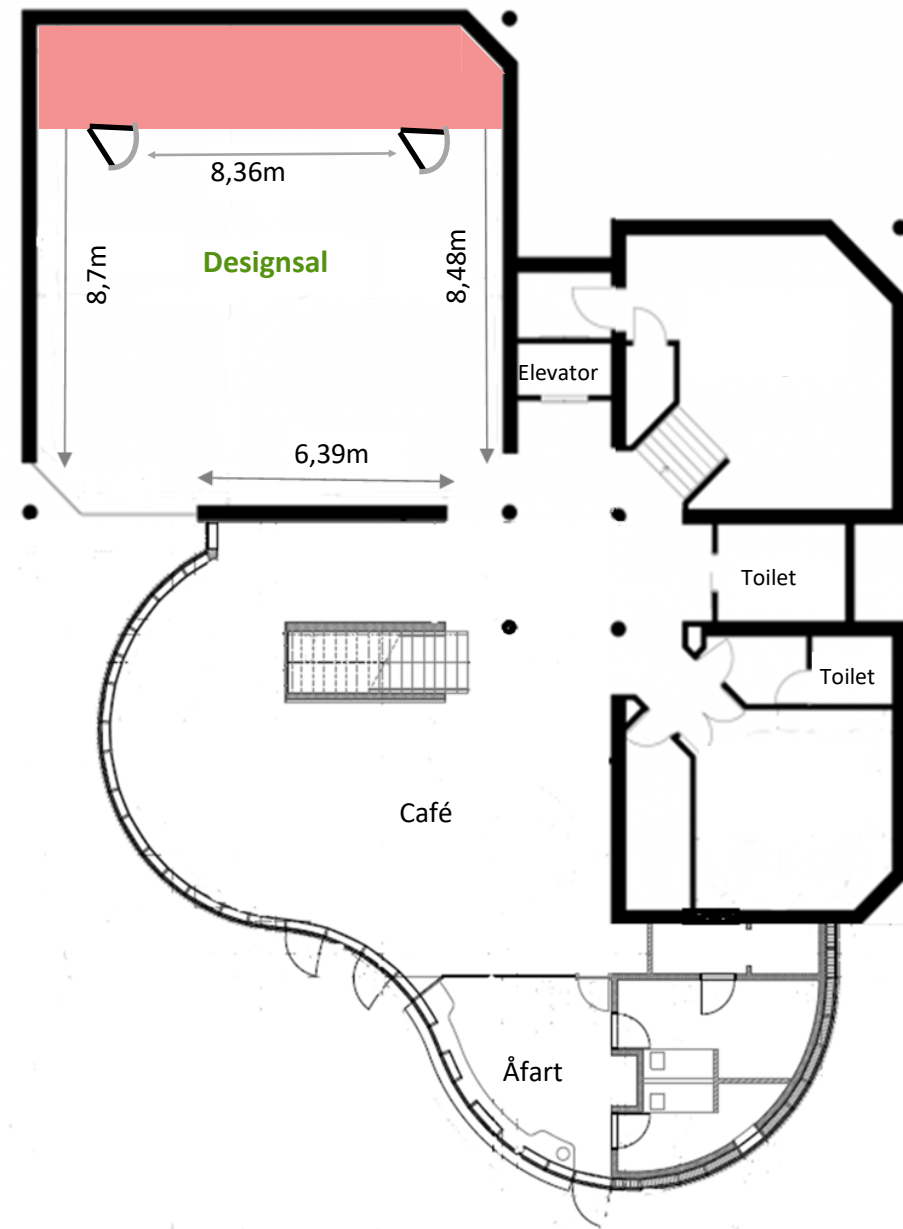 8,36m
Designsal
8,7m
8,48m
Elevator
6,39m
Toilet
Toilet
Café
Åfart